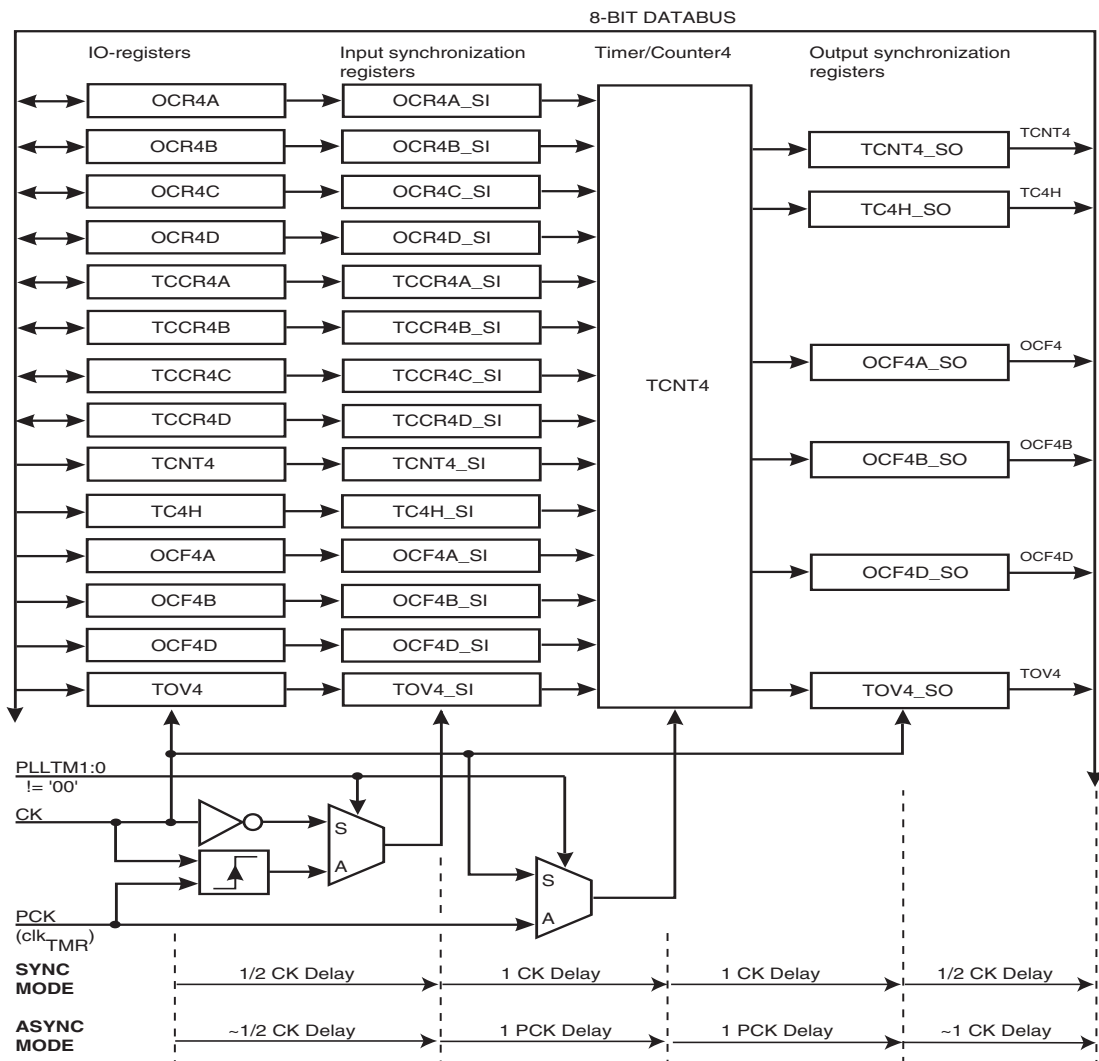 8-BIT DATABUS
IO-registers
Input synchronization
registers
Timer/Counter4
Output synchronization
registers
OCR4A
OCR4A_SI
OCR4B
OCR4B_SI
OCR4C
OCR4C_SI
OCR4D
OCR4D_SI
TCCR4A
TCCR4A_SI
TCCR4B
TCCR4B_SI
TCCR4C
TCCR4C_SI
TCCR4D
TCCR4D_SI
TCNT4
TCNT4_SI
TC4H
TC4H_SI
OCF4A
OCF4A_SI
OCF4B
OCF4B_SI
OCF4D
OCF4D_SI
TOV4
TOV4_SI
TCNT4
TCNT4_SO
TCNT4
TC4H_SO
TC4H
OCF4A_SO
OCF4
OCF4B_SO
OCF4B
OCF4D_SO
OCF4D
TOV4_SO
TOV4
PLLTM1:0
!= '00'
CK
S
A
S
A
PCK
(clkTMR)
SYNC
MODE
1/2 CK Delay
1 CK Delay
1 CK Delay
1/2 CK Delay
ASYNC
MODE
~1/2 CK Delay
1 PCK Delay
1 PCK Delay
~1 CK Delay